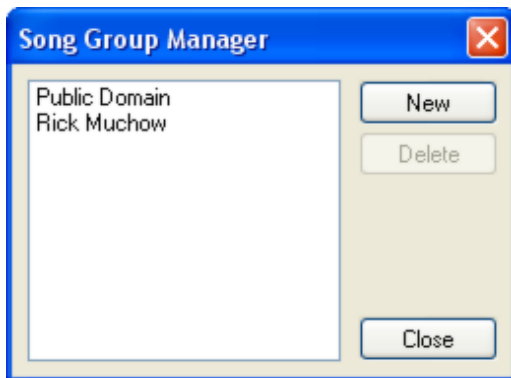 Song Group Manager
Public Domain
Rick Muchow
New
Delete
Close